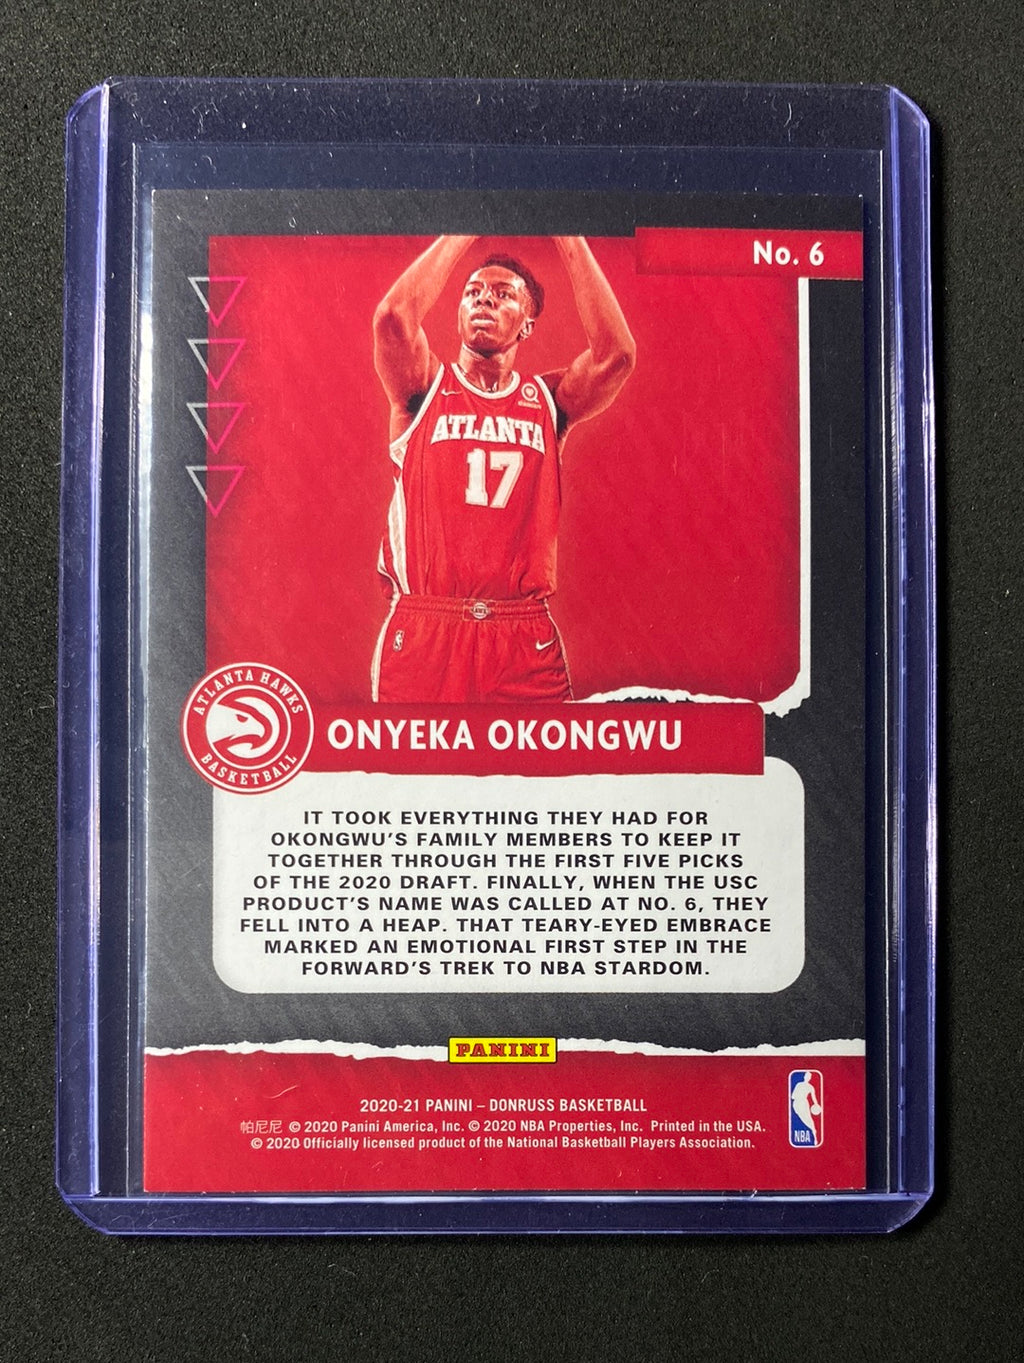 No. 6
ATLANTA
17
ATLANTA HAWKS
BASKETBALL
ONYEKA OKONGWU
IT TOOK EVERYTHING THEY HAD FOR
OKONGWU'S FAMILY MEMBERS TO KEEP IT
TOGETHER THROUGH THE FIRST FIVE PICKS
OF THE 2020 DRAFT. FINALLY, WHEN THE USC
PRODUCT'S NAME WAS CALLED AT NO. 6, THEY
FELL INTO A HEAP. THAT TEARY-EYED EMBRACE
MARKED AN EMOTIONAL FIRST STEP IN THE
FORWARD'S TREK TO NBA STARDOM.
PANINI
2020-21 PANINI – DONRUSS BASKETBALL
帕尼尼 © 2020 Panini America, Inc. © 2020 NBA Properties, Inc. Printed in the USA.
© 2020 Officially licensed product of the National Basketball Players Association.
NBA